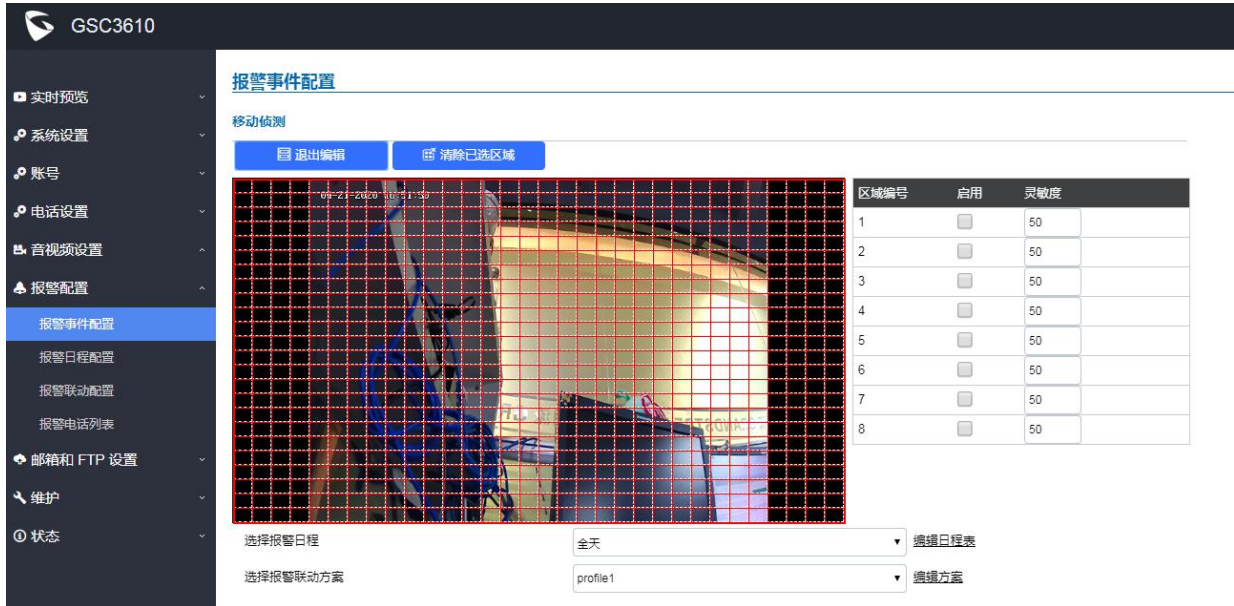 GSC3610
实时预览
系统设置
账号
电话设置
音视频设置
报警配置
报警事件配置
报警日程配置
报警联动配置
报警电话列表
邮箱和 FTP 设置
维护
状态
报警事件配置
移动侦测
退出编辑 清除已选区域
区域编号 启用 灵敏度
1 50
2 50
3 50
4 50
5 50
6 50
7 50
8 50
选择报警日程 全天 编辑日程表
选择报警联动方案 profile1 编辑方案